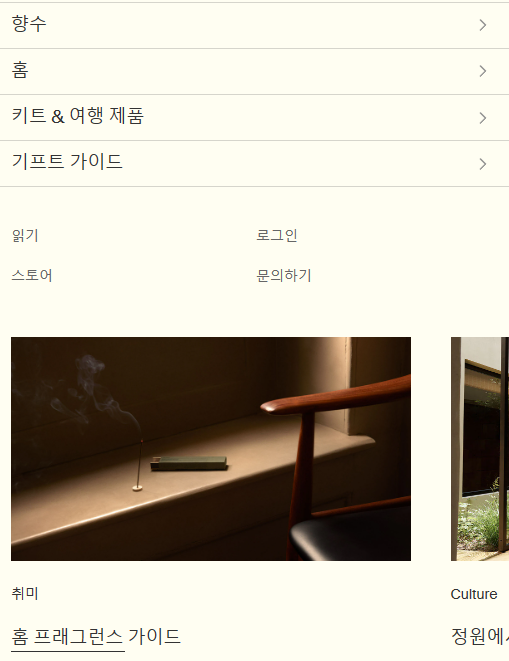 향수
홈
키트 & 여행 제품
기프트 가이드
읽기 로그인
스토어 문의하기
취미
홈 프래그런스 가이드
Culture
정원에